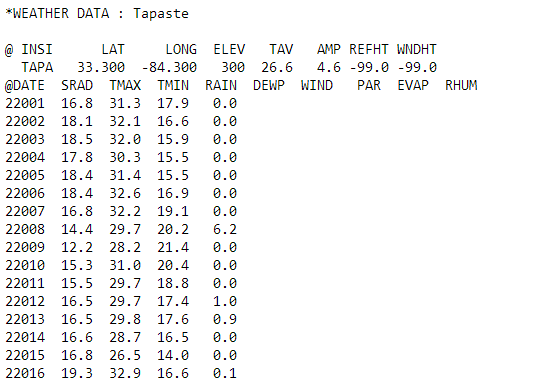 *WEATHER DATA : Tapaste
@ INSI      LAT     LONG  ELEV   TAV   AMP REFHT WNDHT
  TAPA   33.300  -84.300   300  26.6   4.6 -99.0 -99.0
@DATE  SRAD  TMAX  TMIN  RAIN  DEWP  WIND   PAR  EVAP  RHUM
22001  16.8  31.3  17.9   0.0
22002  18.1  32.1  16.6   0.0
22003  18.5  32.0  15.9   0.0
22004  17.8  30.3  15.5   0.0
22005  18.4  31.4  15.5   0.0
22006  18.4  32.6  16.9   0.0
22007  16.8  32.2  19.1   0.0
22008  14.4  29.7  20.2   6.2
22009  12.2  28.2  21.4   0.0
22010  15.3  31.0  20.4   0.0
22011  15.5  29.7  18.8   0.0
22012  16.5  29.7  17.4   1.0
22013  16.5  29.8  17.6   0.9
22014  16.6  28.7  16.5   0.0
22015  16.8  26.5  14.0   0.0
22016  19.3  32.9  16.6   0.1